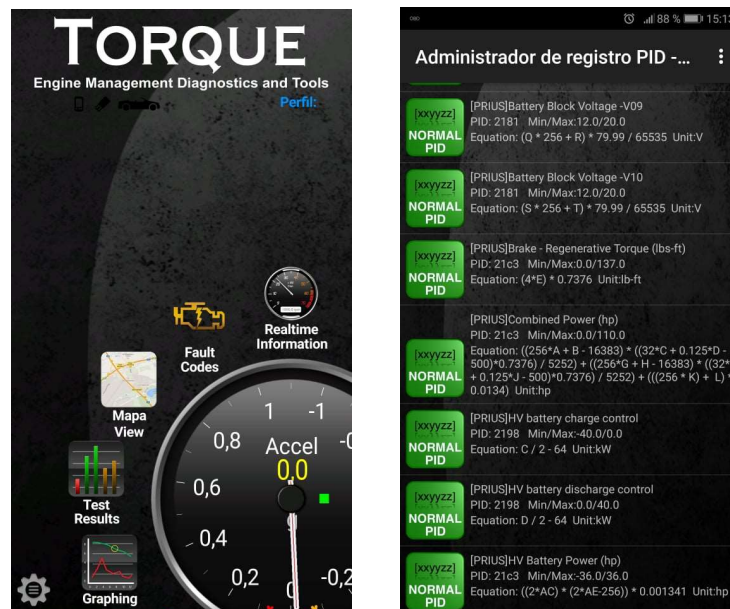 TORQUE
Engine Management Diagnostics and Tools
Perfil:
Realtime
Information
Fault
Codes
Mapa
View
Test
Results
Graphing
1
-1
0,8
Accel
0.0
0,6
0,4
0,2
-0,2
88 %
15:13
Administrador de registro PID -...
[xxyyzz]
NORMAL
PID
[PRIUS]Battery Block Voltage -V09
PID: 2181 Min/Max:12.0/20.0
Equation: (Q * 256 + R) * 79.99 / 65535 Unit:V
[xxyyzz]
NORMAL
PID
[PRIUS]Battery Block Voltage -V10
PID: 2181 Min/Max:12.0/20.0
Equation: (S * 256 + T) * 79.99 / 65535 Unit:V
[xxyyzz]
NORMAL
PID
[PRIUS]Brake - Regenerative Torque (lbs-ft)
PID: 21c3 Min/Max:0.0/137.0
Equation: (4*E) * 0.7376 Unit:lb-ft
[xxyyzz]
NORMAL
PID
[PRIUS]Combined Power (hp)
PID: 21c3 Min/Max:0.0/110.0
Equation: ((256*A + B - 16383) * ((32*C + 0.125*D -
500)*0.7376) / 5252) + ((256*G + H - 16383) * ((32*
+ 0.125*J - 500)*0.7376) / 5252) + (((256 * K) + L) *
0.0134) Unit:hp
[xxyyzz]
NORMAL
PID
[PRIUS]HV battery charge control
PID: 2198 Min/Max:-40.0/0.0
Equation: C / 2 - 64 Unit:kW
[xxyyzz]
NORMAL
PID
[PRIUS]HV battery discharge control
PID: 2198 Min/Max:0.0/40.0
Equation: D / 2 - 64 Unit:kW
[xxyyzz]
NORMAL
PID
[PRIUS]HV Battery Power (hp)
PID: 21c3 Min/Max:-36.0/36.0
Equation: ((2*AC) * (2*AE-256)) * 0.001341 Unit:hp